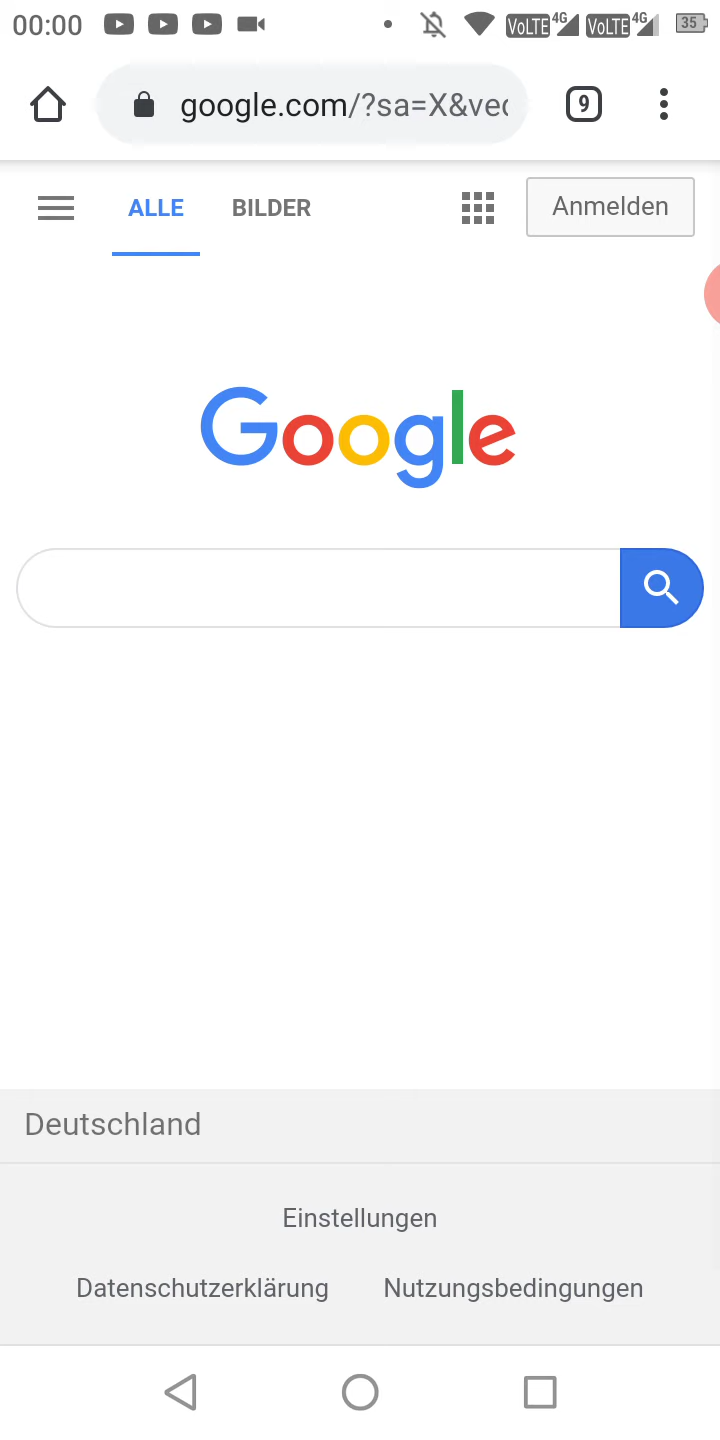 00:00 VoLTE 4G VoLTE 4G 35
google.com/?sa=X&vec 9
ALLE BILDER Anmelden
Google
Deutschland
Einstellungen
Datenschutzerklärung Nutzungsbedingungen